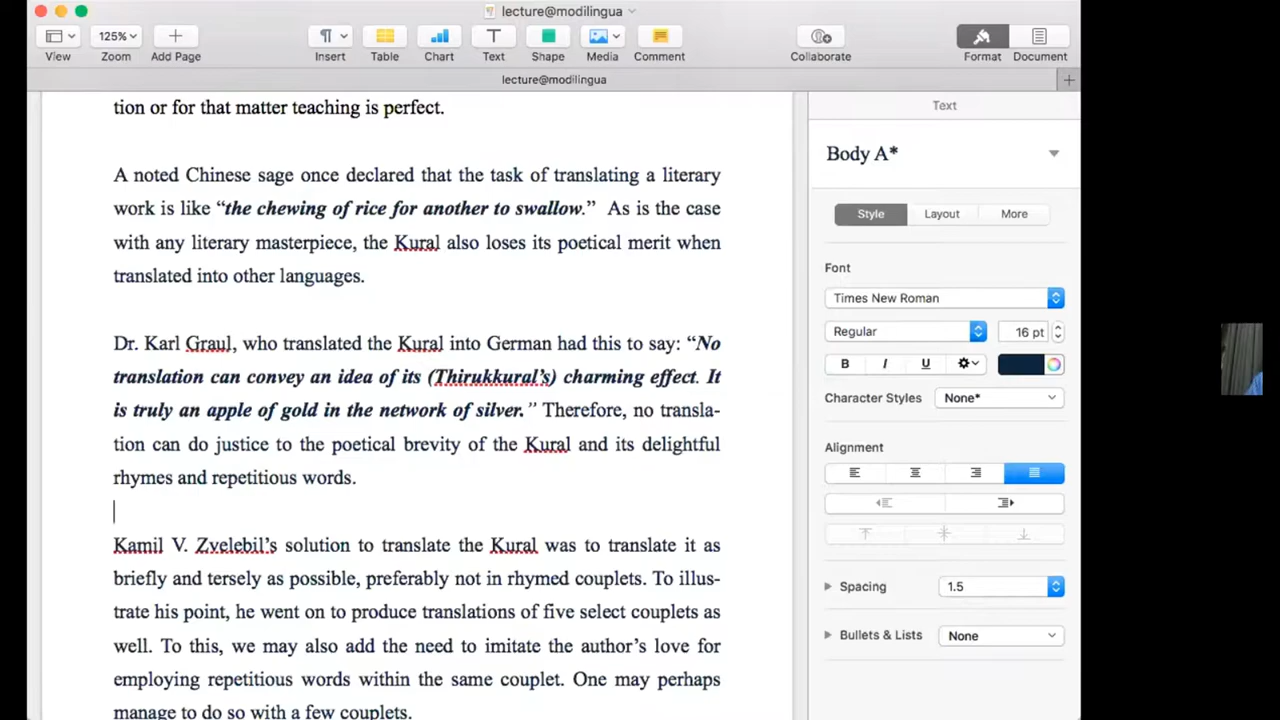 lecture@modilingua
125%
View
Zoom
Add Page
Insert
Table
Chart
Text
Shape
Media
Comment
Collaborate
Format
Document
lecture@modilingua
tion or for that matter teaching is perfect.
A noted Chinese sage once declared that the task of translating a literary
work is like “the chewing of rice for another to swallow.” As is the case
with any literary masterpiece, the Kural also loses its poetical merit when
translated into other languages.
Dr. Karl Graul, who translated the Kural into German had this to say: “No
translation can convey an idea of its (Thirukkural’s) charming effect. It
is truly an apple of gold in the network of silver.” Therefore, no transla-
tion can do justice to the poetical brevity of the Kural and its delightful
rhymes and repetitious words.
Kamil V. Zvelebil’s solution to translate the Kural was to translate it as
briefly and tersely as possible, preferably not in rhymed couplets. To illus-
trate his point, he went on to produce translations of five select couplets as
well. To this, we may also add the need to imitate the author’s love for
employing repetitious words within the same couplet. One may perhaps
manage to do so with a few couplets.
Text
Body A*
Style
Layout
More
Font
Times New Roman
Regular
16 pt
B I U
Character Styles
None*
Alignment
Spacing
1.5
Bullets & Lists
None